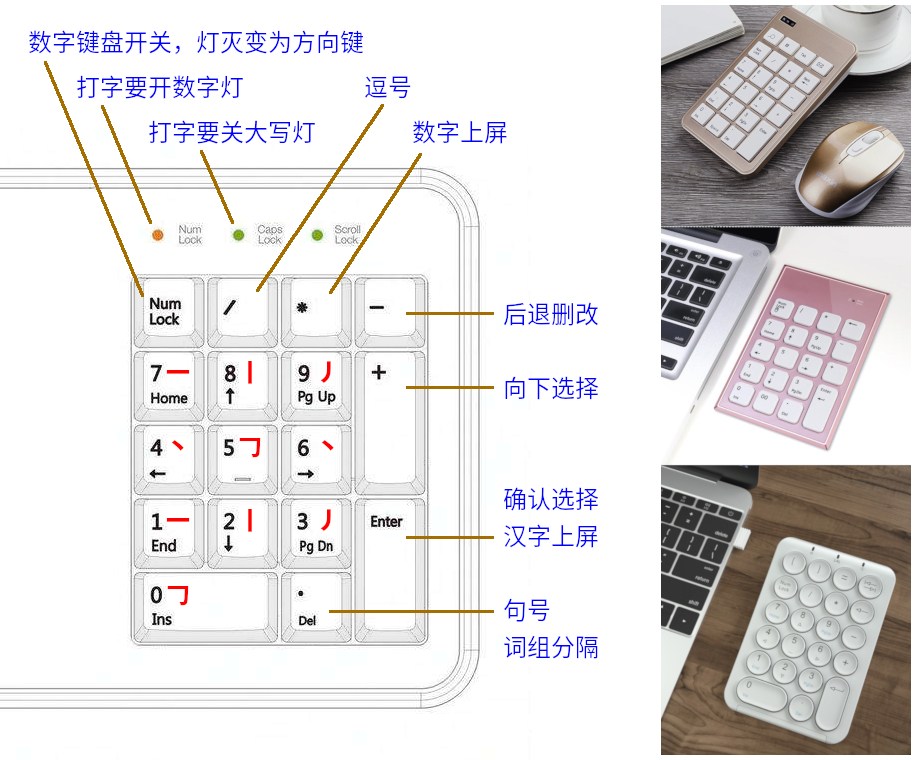 数字键盘开关，灯灭变为方向键
打字要开数字灯
逗号
打字要关大写灯
数字上屏
Num
Lock
Caps
Lock
Scroll
Lock
Num
Lock
/
*
-
后退删改
7 一
Home
8 丨
↑
9 丿
Pg Up
+
向下选择
4 丶
←
5 ㇆
6 丶
→
确认选择
汉字上屏
1 一
End
2 丨
↓
3 丿
Pg Dn
Enter
0 ㇆
Ins
.
Del
句号
词组分隔